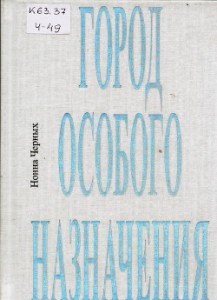 К63.37
Ч-49
Нонна Черных
ГОРОД
ОСОБОГО
НАЗНАЧЕНИЯ